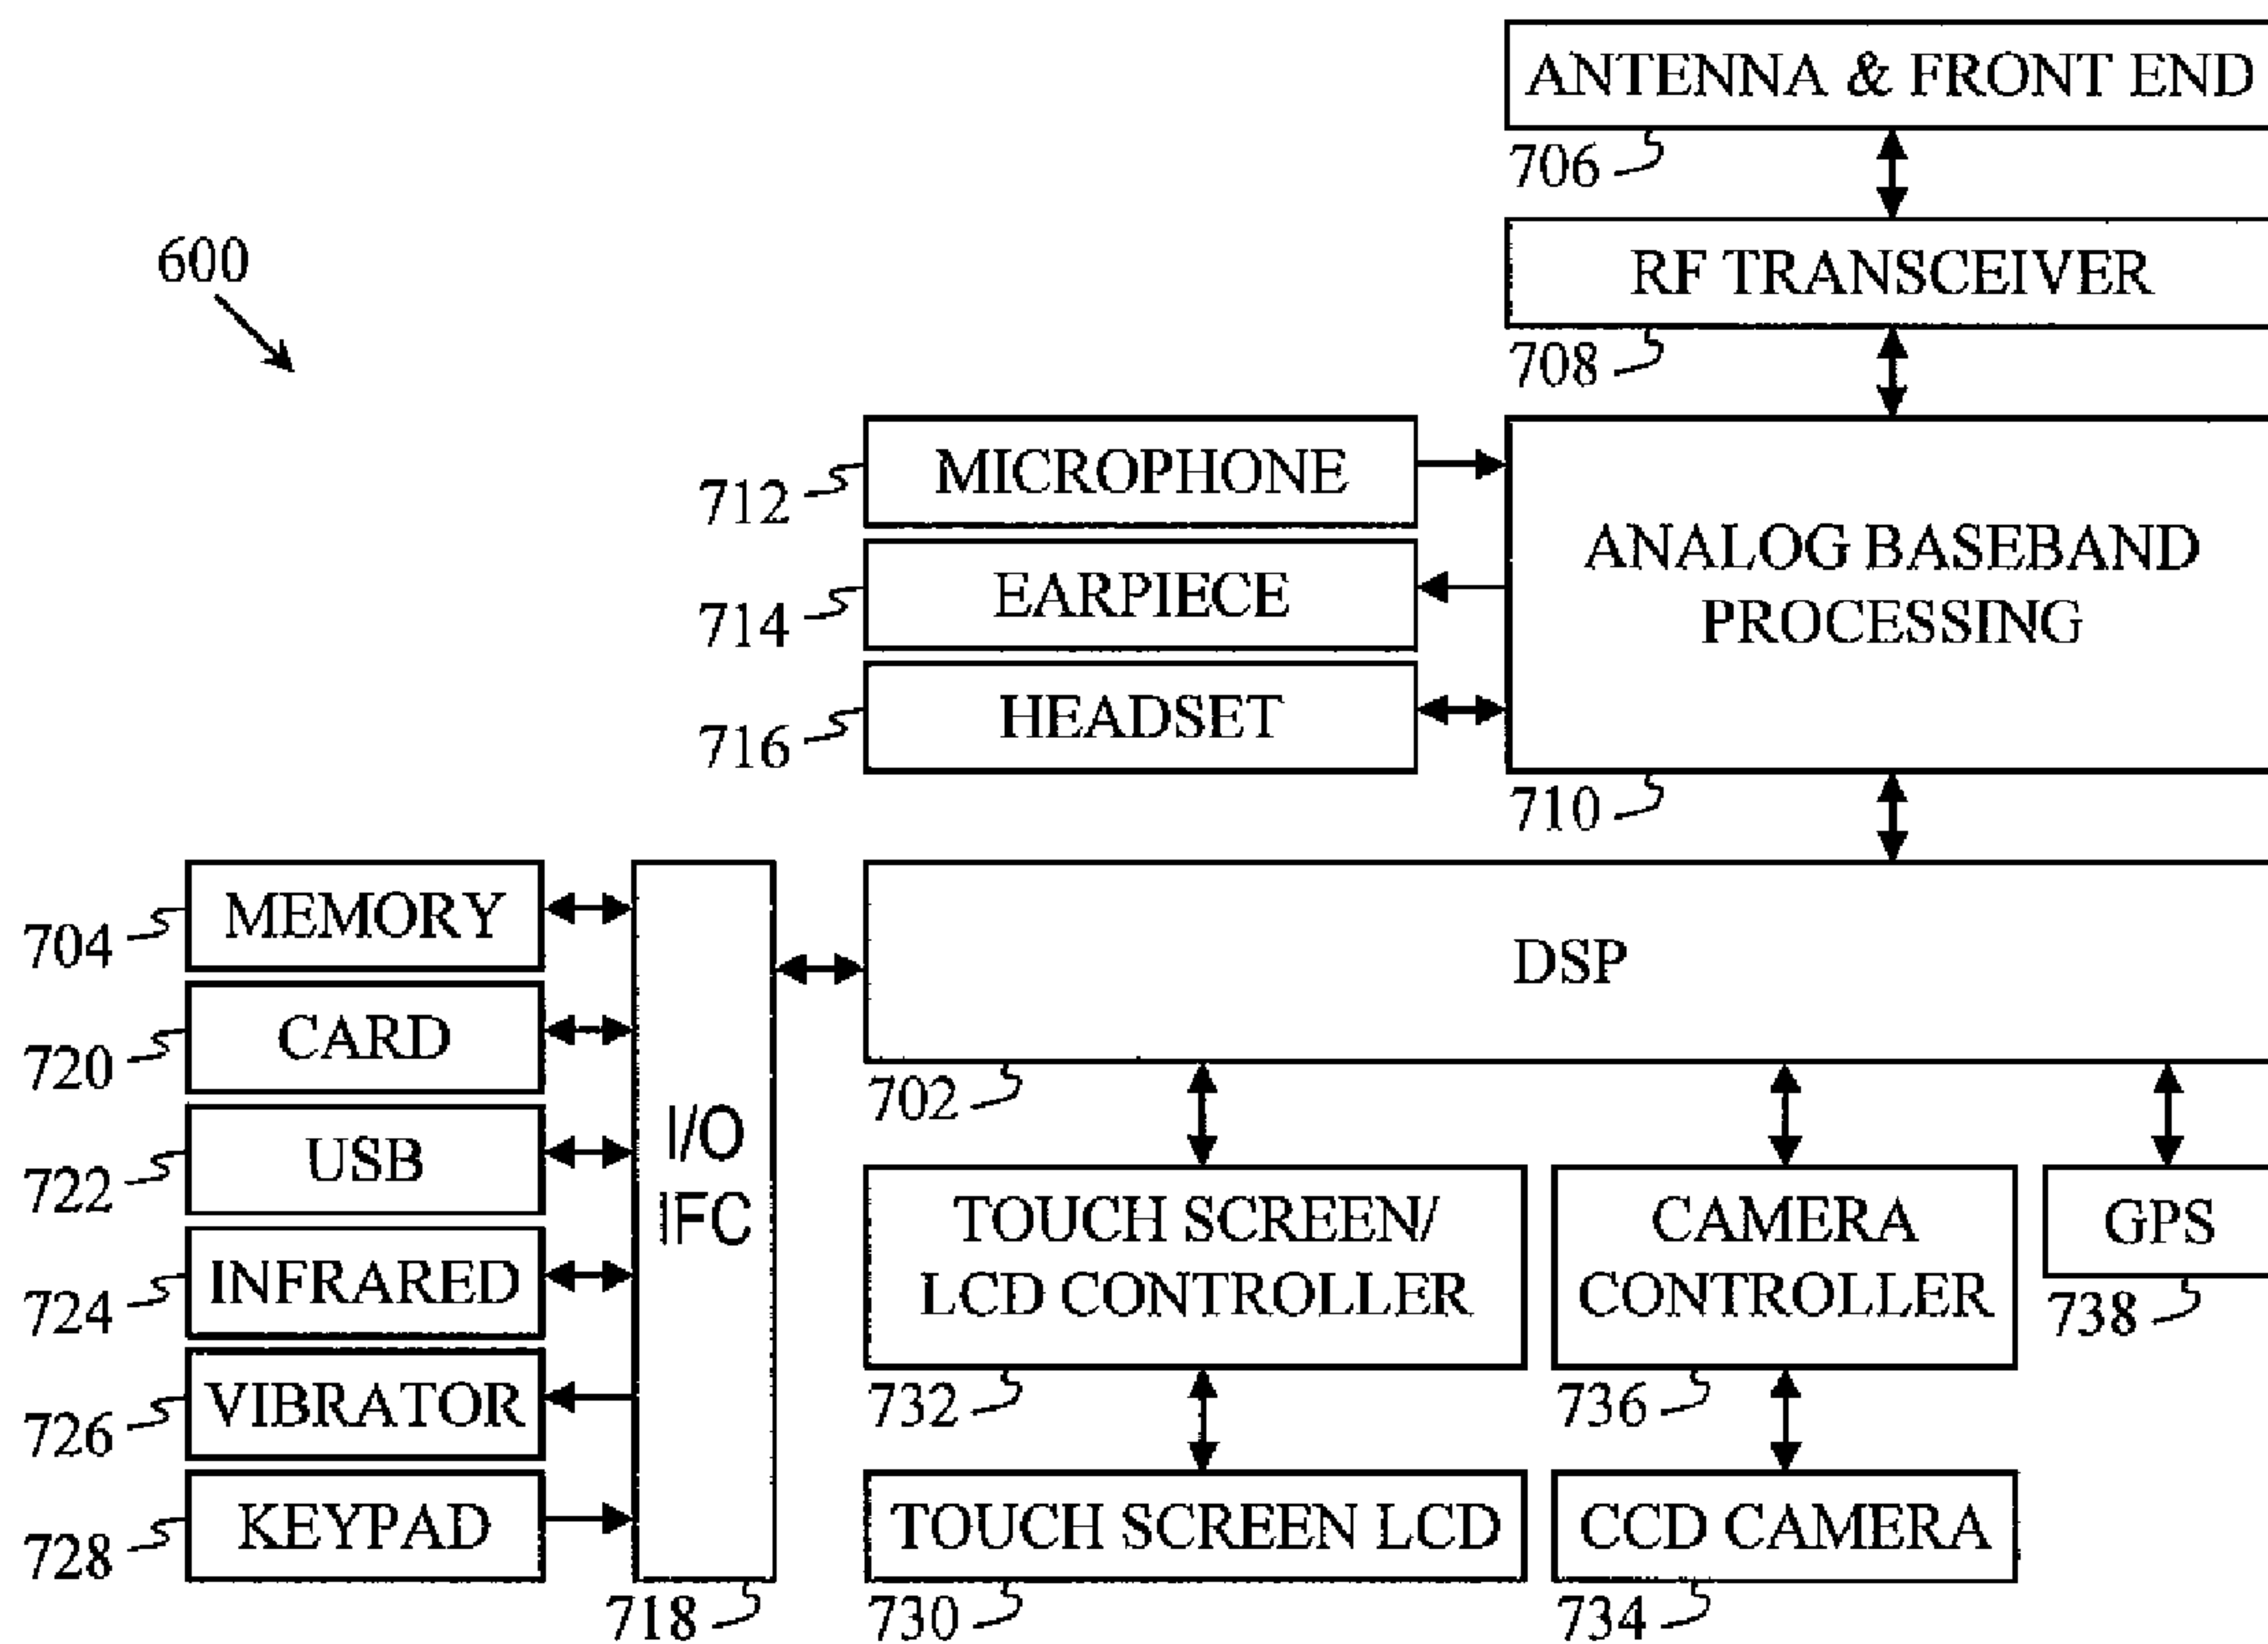 ANTENNA & FRONT END
706
600
RF TRANSCEIVER
708
MICROPHONE
712
EARPIECE
714
HEADSET
716
ANALOG BASEBAND
PROCESSING
710
MEMORY
704
CARD
720
USB
722
INFRARED
724
VIBRATOR
726
KEYPAD
728
I/O
IFC
718
DSP
702
TOUCH SCREEN/
LCD CONTROLLER
732
CAMERA
CONTROLLER
736
GPS
738
TOUCH SCREEN LCD
730
CCD CAMERA
734